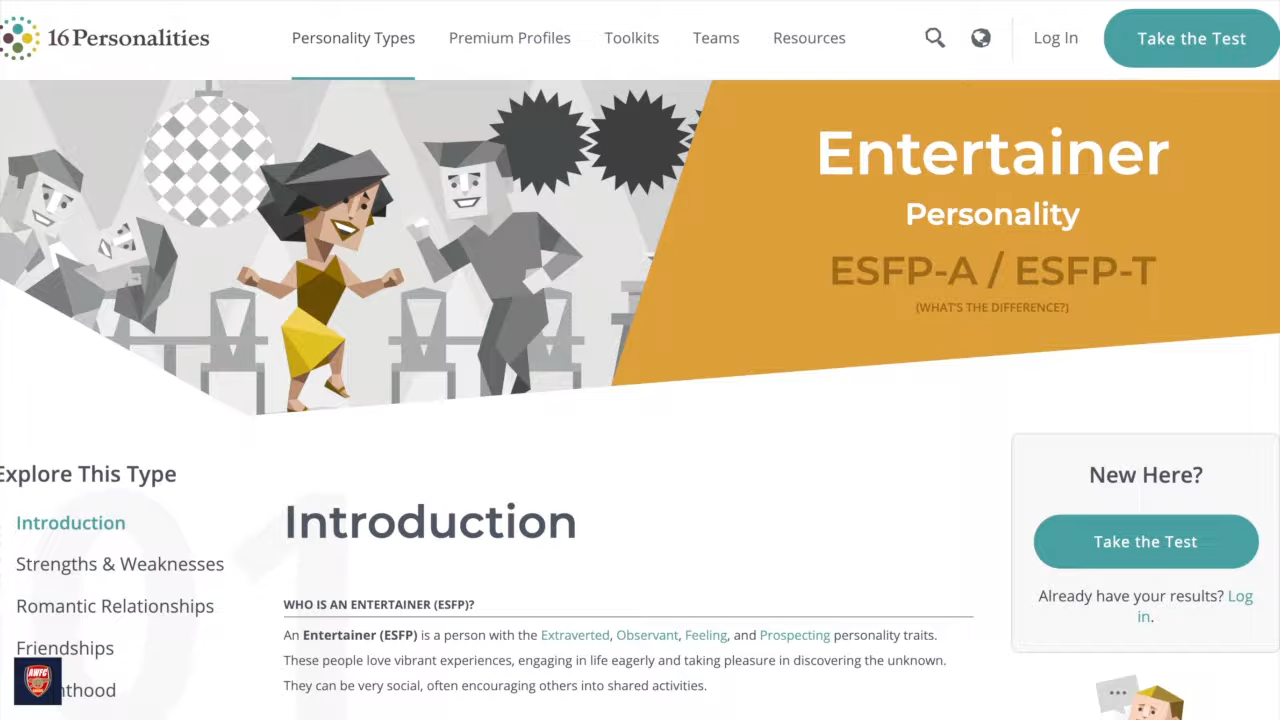 16Personalities
Personality Types
Premium Profiles
Toolkits
Teams
Resources
Log In
Take the Test
Entertainer
Personality
ESFP-A / ESFP-T
(WHAT'S THE DIFFERENCE?)
Explore This Type
Introduction
Strengths & Weaknesses
Romantic Relationships
Friendships
nthood
01
Introduction
WHO IS AN ENTERTAINER (ESFP)?
An Entertainer (ESFP) is a person with the Extraverted, Observant, Feeling, and Prospecting personality traits.
These people love vibrant experiences, engaging in life eagerly and taking pleasure in discovering the unknown.
They can be very social, often encouraging others into shared activities.
New Here?
Take the Test
Already have your results? Log
in.